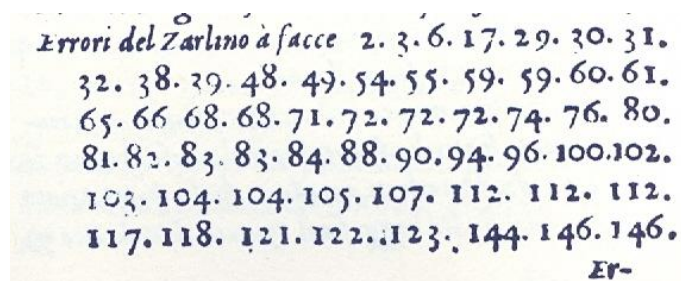 Errori del Zarlino à facce 2. 3. 6. 17. 29. 30. 31.
32. 38. 39. 48. 49. 54. 55. 59. 59. 60. 61.
65. 66 68. 68. 71. 72. 72. 72. 74. 76. 80.
81. 82. 83. 83. 84. 88. 90. 94. 96. 100. 102.
103. 104. 104. 105. 107. 112. 112. 112.
117. 118. 121. 122. 123. 144. 146. 146.
Er-